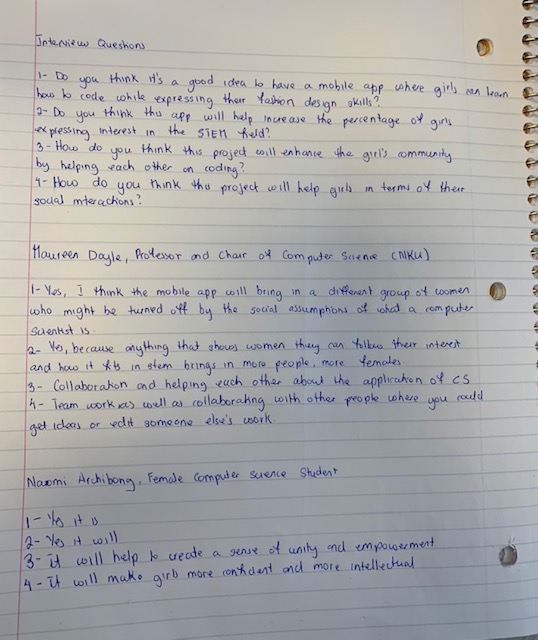 Interview Questions
1- Do you think it's a good idea to have a mobile app where girls can learn
how to code while expressing their fashion design skills?
2- Do you think this app will help increase the percentage of girls
expressing interest in the STEM field?
3- How do you think this project will enhance the girl's community
by helping each other on coding?
4- How do you think this project will help girls in terms of their
social interactions?
Maureen Doyle, Professor and Chair of Computer Science (NKU)
1- Yes, I think the mobile app will bring in a different group of women
who might be turned off by the social assumptions of what a computer
scientist is.
2- Yes, because anything that shows women they can follow their interest
and how it fits in stem brings in more people, more females
3- Collaboration and helping each other about the application of CS
4- Team work as well as collaborating with other people where you could
get ideas or edit someone else's work.
Naomi Archibong, Female Computer Science Student
1- Yes it is
2- Yes it will
3- it will help to create a sense of unity and empowerment
4- It will make girls more confident and more intellectual